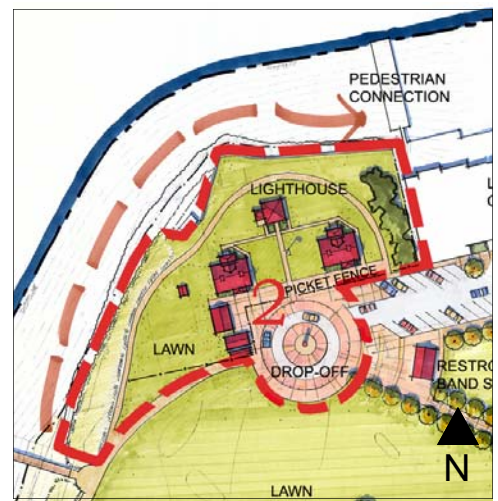 PEDESTRIAN
CONNECTION
LIGHTHOUSE
L
2
PICKET FENCE
LAWN
DROP-OFF
RESTRO
BAND S
N
LAWN